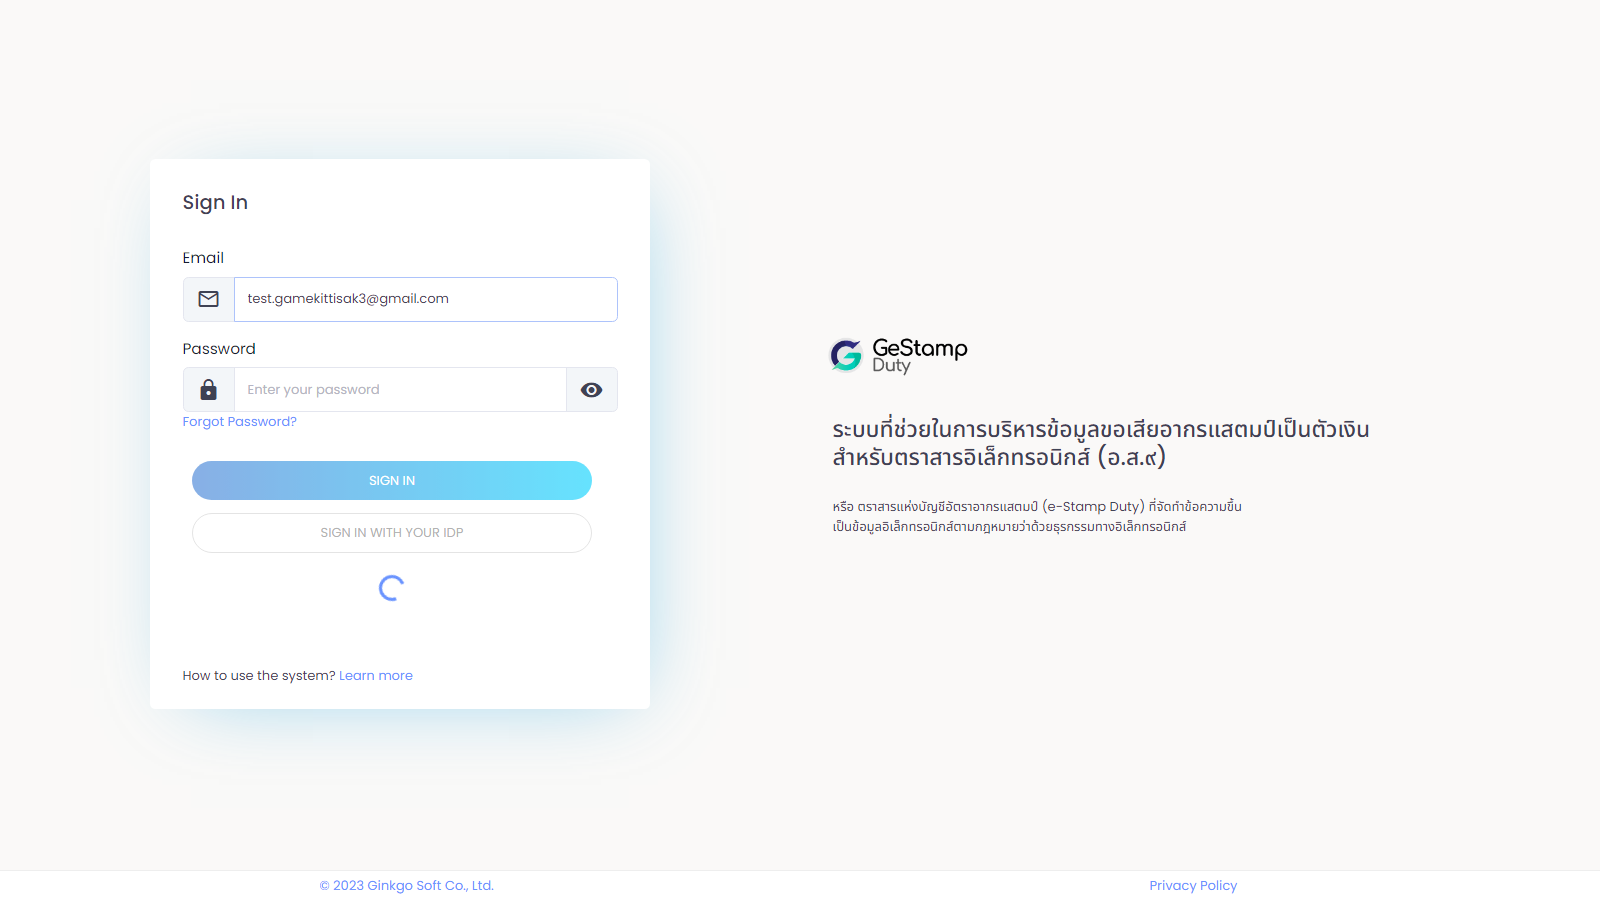 Sign In
Email
test.gamekittisak3@gmail.com
Password
Enter your password
Forgot Password?
SIGN IN
SIGN IN WITH YOUR IDP
How to use the system? Learn more
GeStamp
Duty
ระบบที่ช่วยในการบริหารข้อมูลขอเสียอากรแสตมป์เป็นตัวเงิน
สำหรับตราสารอิเล็กทรอนิกส์ (อ.ส.๙)
หรือ ตราสารแห่งบัญชีอัตราอากรแสตมป์ (e-Stamp Duty) ที่จัดทำข้อความขึ้น
เป็นข้อมูลอิเล็กทรอนิกส์ตามกฎหมายว่าด้วยธุรกรรมทางอิเล็กทรอนิกส์
© 2023 Ginkgo Soft Co., Ltd.
Privacy Policy